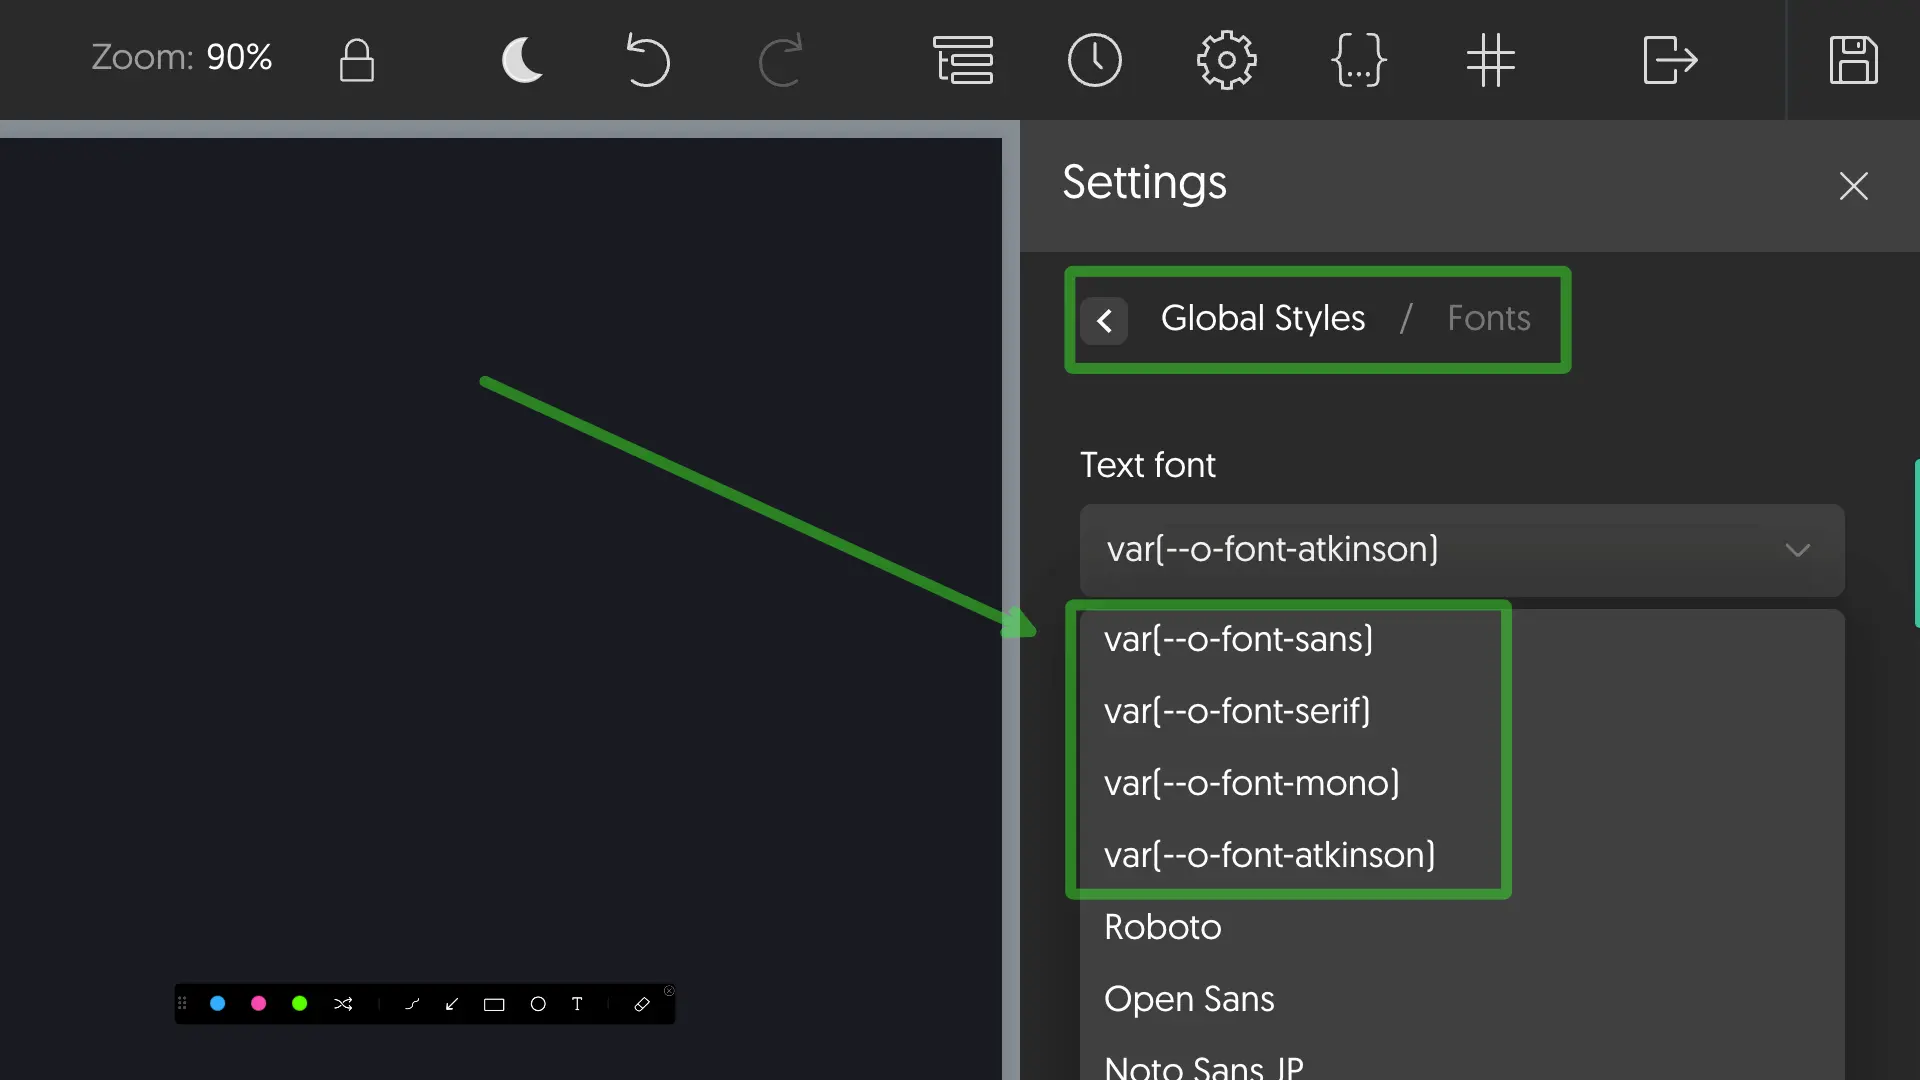 Zoom: 90%
Settings
Global Styles / Fonts
Text font
var(--o-font-atkinson)
var(--o-font-sans)
var(--o-font-serif)
var(--o-font-mono)
var(--o-font-atkinson)
Roboto
Open Sans
Noto Sans JP
T